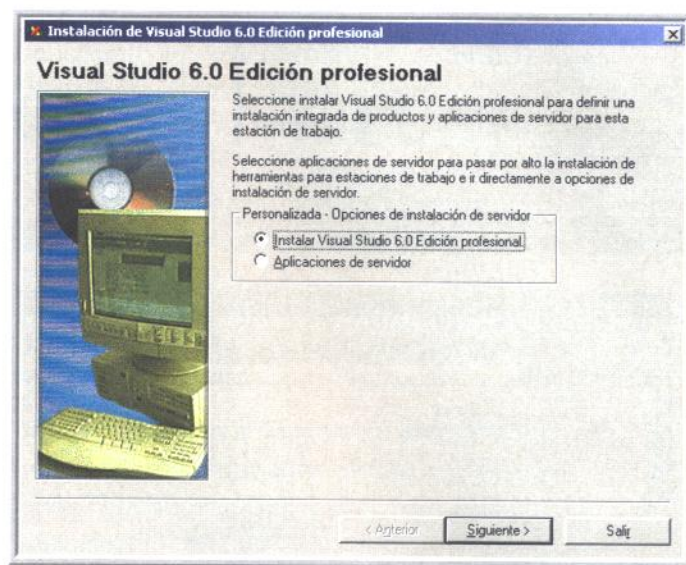 Instalación de Visual Studio 6.0 Edición profesional
Visual Studio 6.0 Edición profesional
Seleccione instalar Visual Studio 6.0 Edición profesional para definir una
instalación integrada de productos y aplicaciones de servidor para esta
estación de trabajo.
Seleccione aplicaciones de servidor para pasar por alto la instalación de
herramientas para estaciones de trabajo e ir directamente a opciones de
instalación de servidor.
Personalizada - Opciones de instalación de servidor
Instalar Visual Studio 6.0 Edición profesional.
Aplicaciones de servidor
< Anterior
Siguiente >
Salir